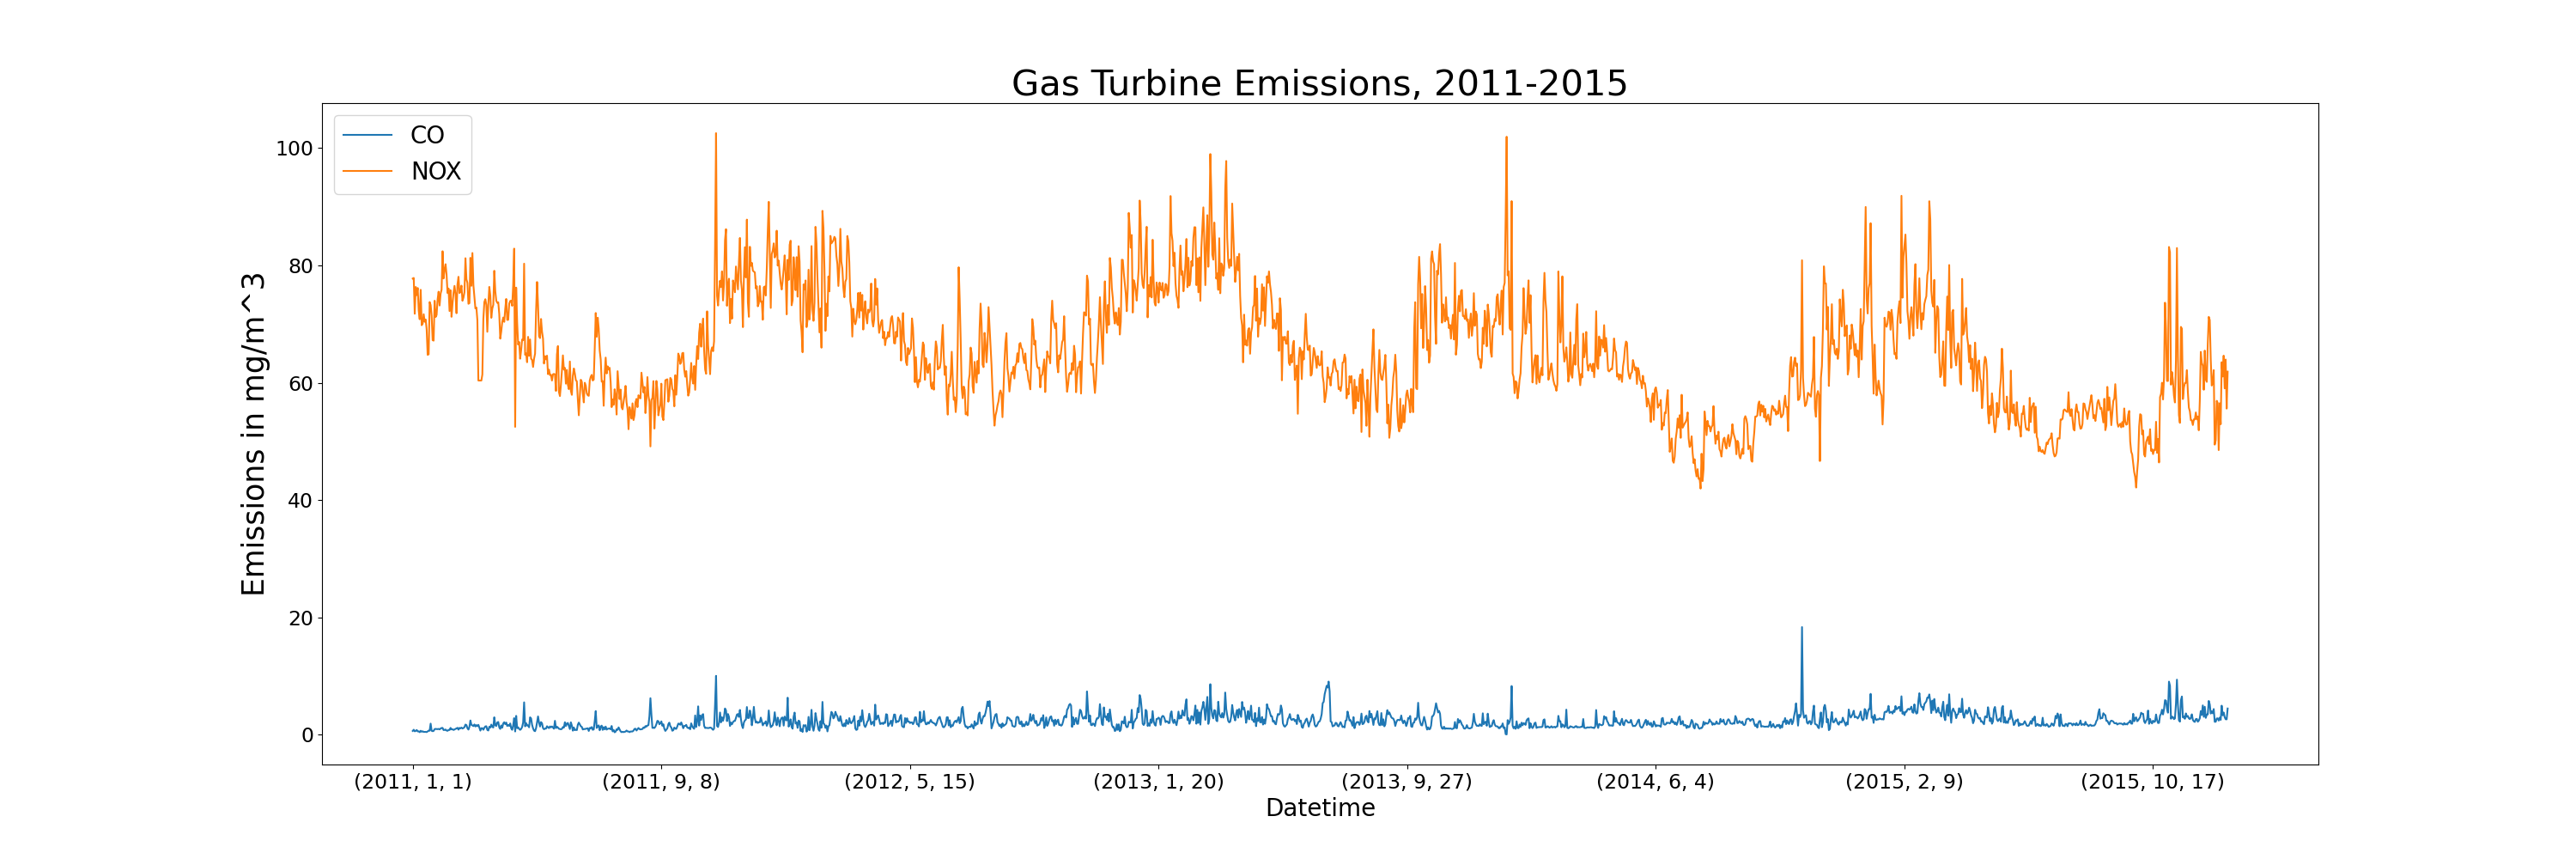 Gas Turbine Emissions, 2011-2015
CO
NOX
100
80
60
40
20
0
Emissions in mg/m^3
(2011, 1, 1) (2011, 9, 8) (2012, 5, 15) (2013, 1, 20) (2013, 9, 27) (2014, 6, 4) (2015, 2, 9) (2015, 10, 17)
Datetime